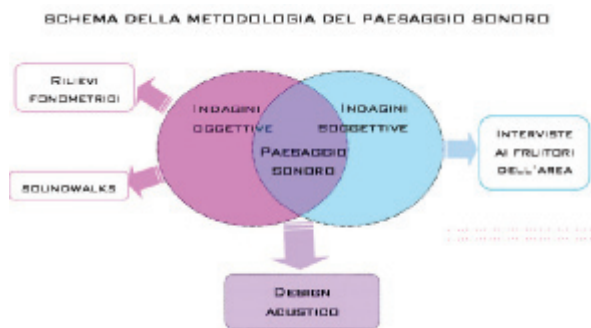 SCHEMA DELLA METODOLOGIA DEL PAESAGGIO SONORO
RILIEVI
FONOMETRICI
SOUNDWALKS
INDAGINI
OGGETTIVE
INDAGINI
SOGGETTIVE
PAESAGGIO
SONORO
INTERVISTE
AI FRUITORI
DELL'AREA
DESIGN
ACUSTICO